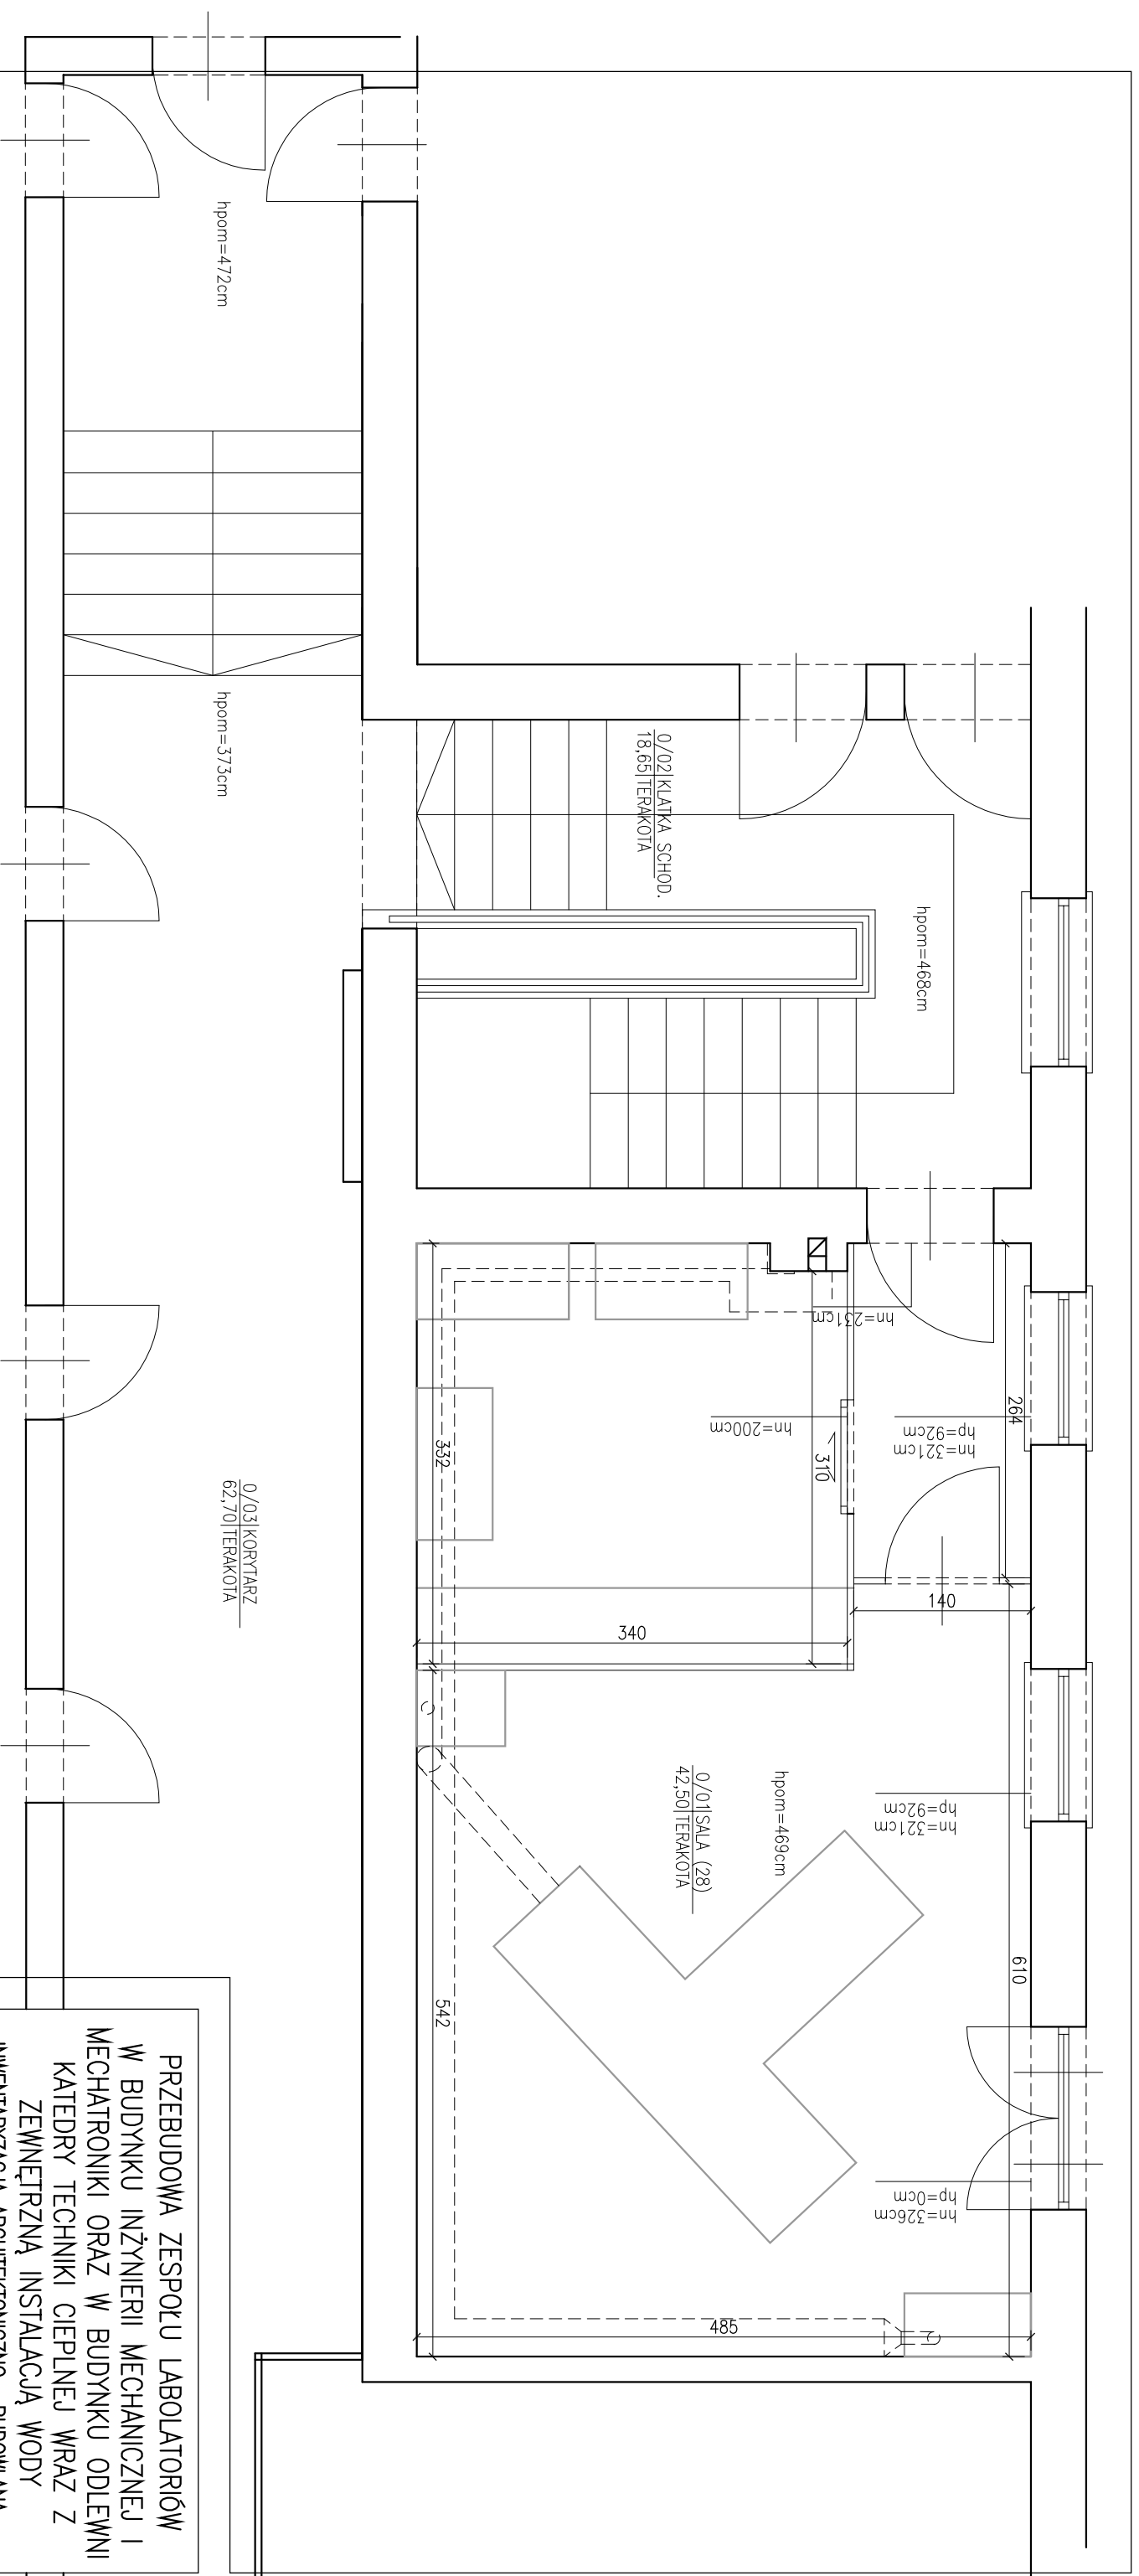 hpom=472cm
hpom=373cm
0/02 KLATKA SCHOD.
18,65 TERAKOTA
hpom=468cm
hn=231cm
hn=200cm
hp=92cm
hn=321cm
264
332
310
340
140
0/03 KORYTARZ
62,70 TERAKOTA
0/01 SALA (28)
42,50 TERAKOTA
hpom=469cm
hp=92cm
hn=321cm
610
542
485
hp=0cm
hn=326cm
PRZEBUDOWA ZESPOŁU LABOLATORIÓW
W BUDYNKU INŻYNIERII MECHANICZNEJ I
MECHATRONIKI ORAZ W BUDYNKU ODLEWNI
KATEDRY TECHNIKI CIEPLNEJ WRAZ Z
ZEWNĘTRZNĄ INSTALACJĄ WODY